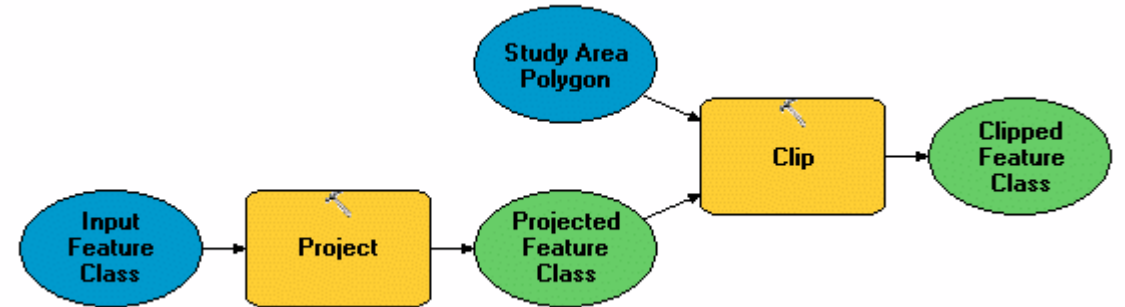 Study Area
Polygon
Clip
Clipped
Feature
Class
Input
Feature
Class
Project
Projected
Feature
Class